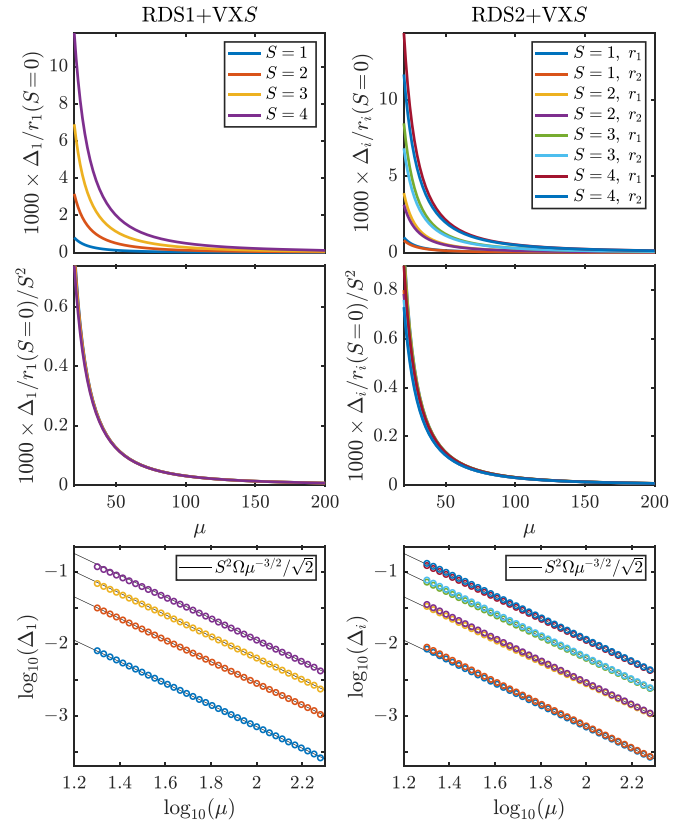 RDS1+VXS
RDS2+VXS
1000 × Δ₁/r₁(S=0)
10
8
6
4
2
0
S = 1
S = 2
S = 3
S = 4
1000 × Δᵢ/rᵢ(S=0)
10
5
0
S = 1, r₁
S = 1, r₂
S = 2, r₁
S = 2, r₂
S = 3, r₁
S = 3, r₂
S = 4, r₁
S = 4, r₂
1000 × Δ₁/r₁(S=0)/S²
0.6
0.4
0.2
0
50
100
150
200
μ
1000 × Δᵢ/rᵢ(S=0)/S²
0.8
0.6
0.4
0.2
0
50
100
150
200
μ
log₁₀(Δ₁)
−1
−2
−3
S²Ωμ^{−3/2}/√2
1.2
1.4
1.6
1.8
2
2.2
log₁₀(μ)
log₁₀(Δᵢ)
−1
−2
−3
S²Ωμ^{−3/2}/√2
1.2
1.4
1.6
1.8
2
2.2
log₁₀(μ)